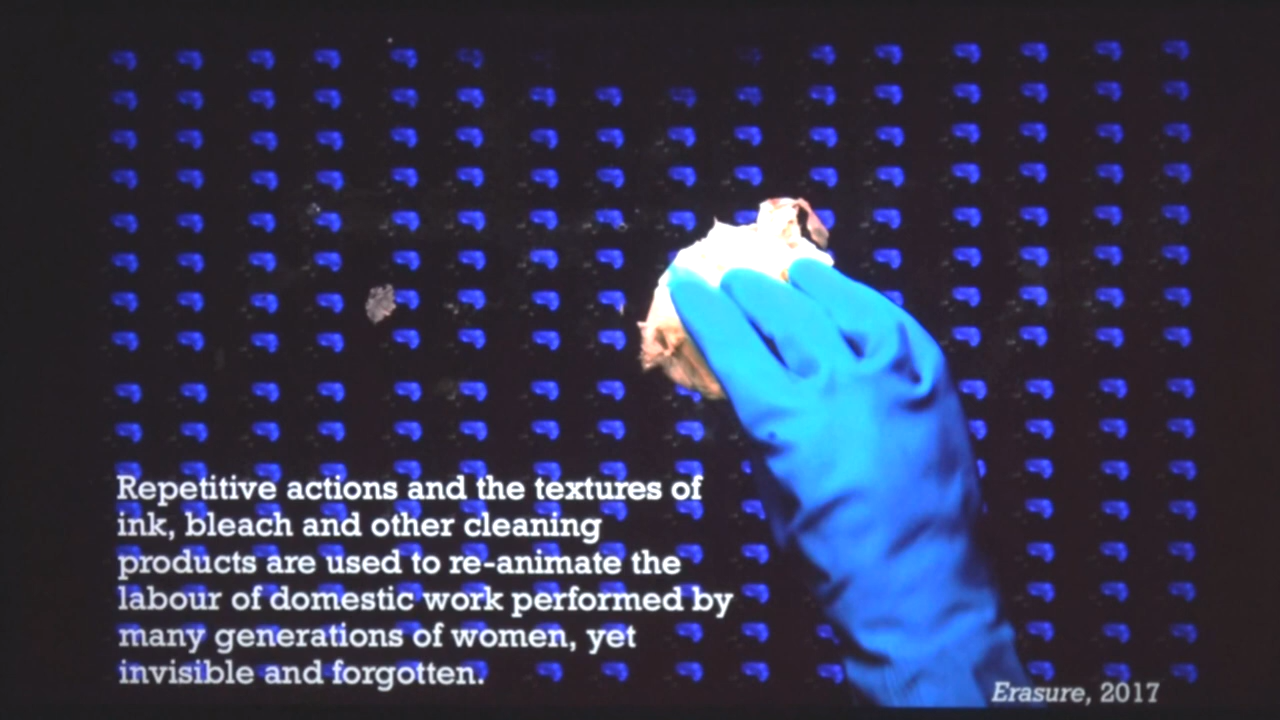 Repetitive actions and the textures of
ink, bleach and other cleaning
products are used to re-animate the
labour of domestic work performed by
many generations of women, yet
invisible and forgotten.
Erasure, 2017